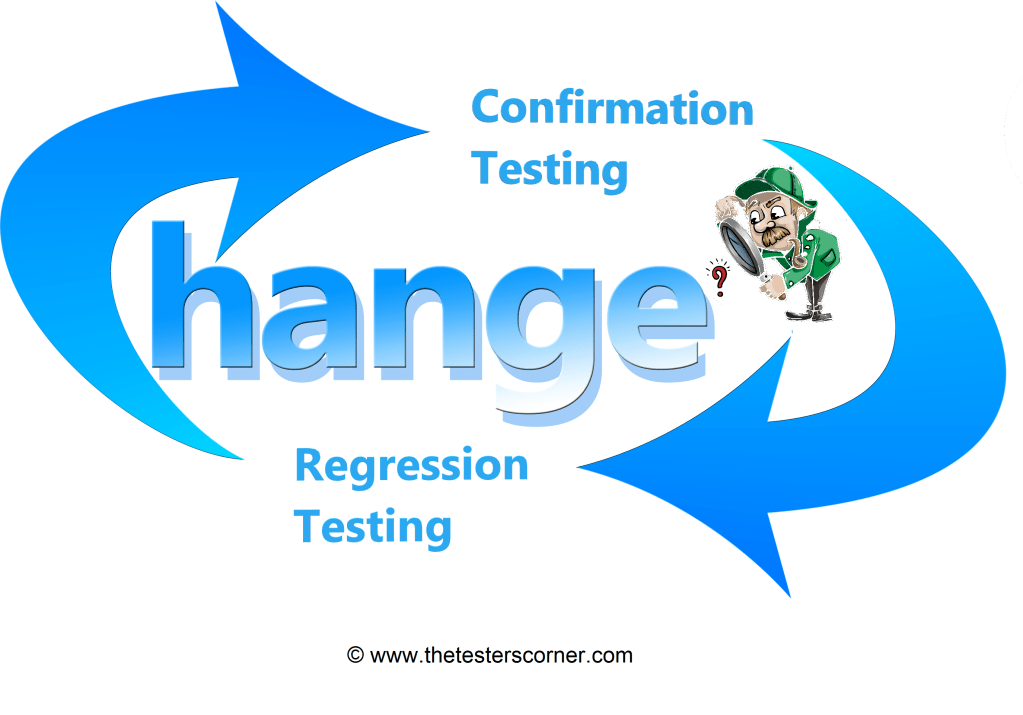 Confirmation
Testing
hange
?
Regression
Testing
© www.thetesterscorner.com